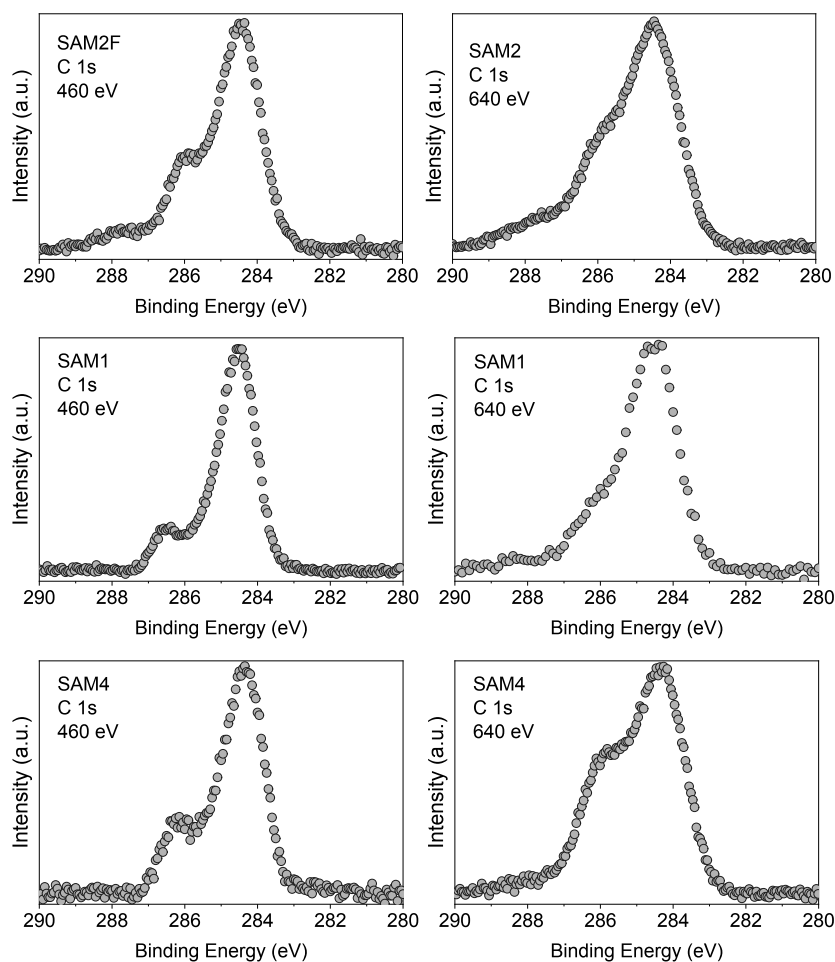 SAM2F
C 1s
460 eV
Intensity (a.u.)
290 288 286 284 282 280
Binding Energy (eV)
SAM2
C 1s
640 eV
Intensity (a.u.)
290 288 286 284 282 280
Binding Energy (eV)
SAM1
C 1s
460 eV
Intensity (a.u.)
290 288 286 284 282 280
Binding Energy (eV)
SAM1
C 1s
640 eV
Intensity (a.u.)
290 288 286 284 282 280
Binding Energy (eV)
SAM4
C 1s
460 eV
Intensity (a.u.)
290 288 286 284 282 280
Binding Energy (eV)
SAM4
C 1s
640 eV
Intensity (a.u.)
290 288 286 284 282 280
Binding Energy (eV)